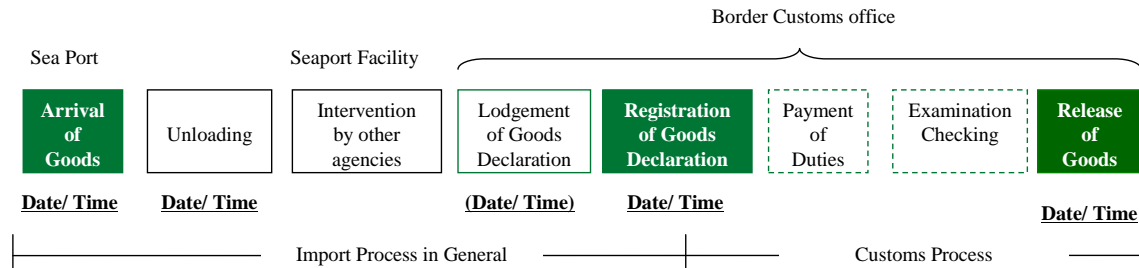 Border Customs office
Sea Port
Seaport Facility
Arrival
of
Goods
Unloading
Intervention
by other
agencies
Lodgement
of Goods
Declaration
Registration
of Goods
Declaration
Payment
of
Duties
Examination
Checking
Release
of
Goods
Date/ Time
Date/ Time
(Date/ Time)
Date/ Time
Date/ Time
Import Process in General
Customs Process